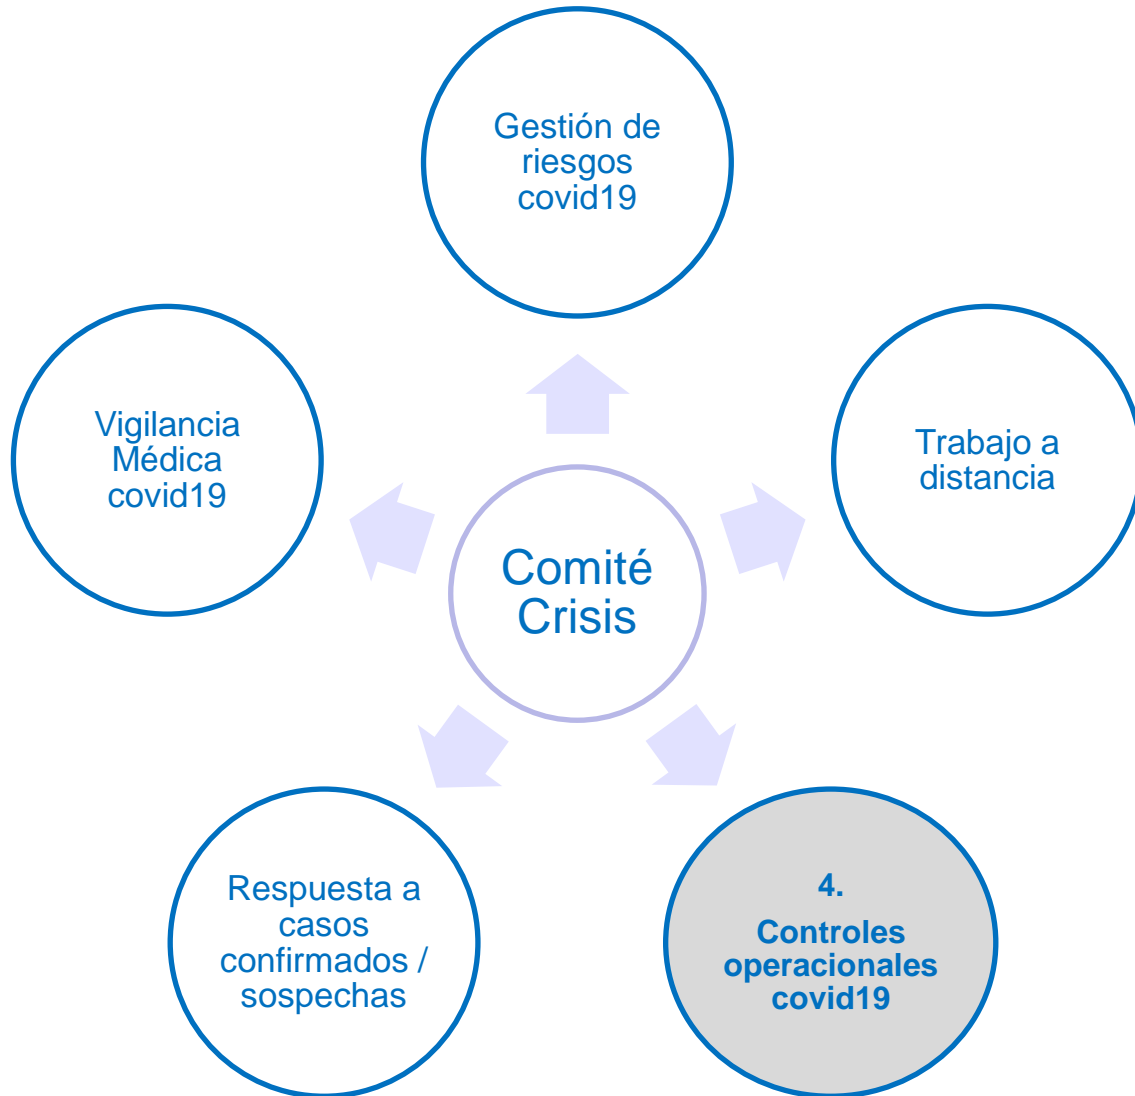 Gestión de
riesgos
covid19
Vigilancia
Médica
covid19
Trabajo a
distancia
Comité
Crisis
Respuesta a
casos
confirmados /
sospechas
4.
Controles
operacionales
covid19